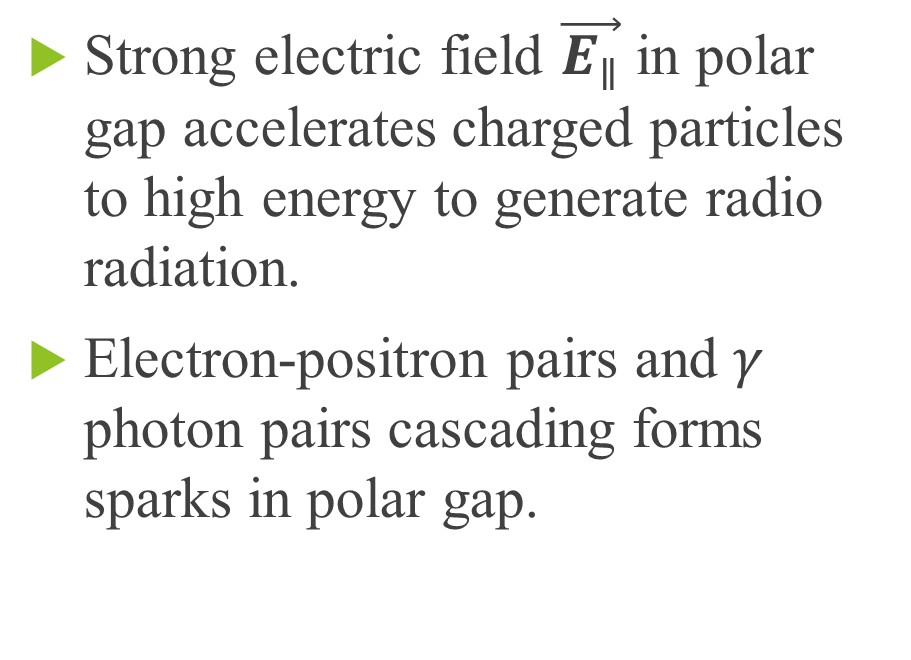 Strong electric field $\overrightarrow{\boldsymbol{E}_{\parallel}}$ in polar
gap accelerates charged particles
to high energy to generate radio
radiation.
Electron-positron pairs and γ
photon pairs cascading forms
sparks in polar gap.